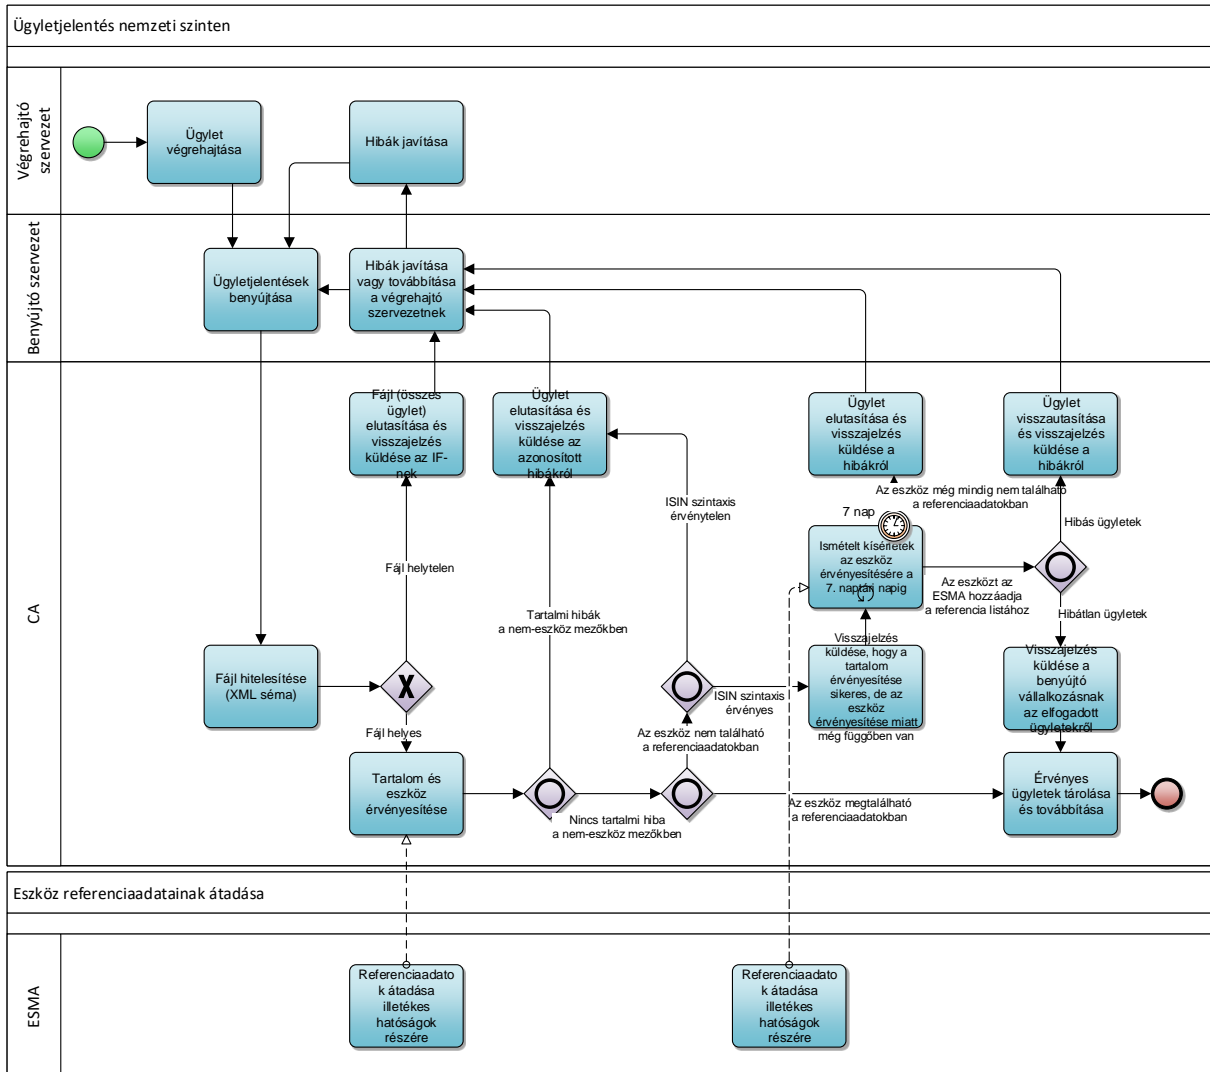 Ügyletjelentés nemzeti szinten
Végrehajtó
szervezet
Ügylet
végrehajtása
Hibák javítása
Benyújtó szervezet
Ügyletjelentések
benyújtása
Hibák javítása
vagy továbbítása
a végrehajtó
szervezetnek
CA
Fájl (összes
ügylet)
elutasítása és
visszajelzés
küldése az IF-
nek
Ügylet
elutasítása és
visszajelzés
küldése az
azonosított
hibákról
Ügylet
elutasítása és
visszajelzés
küldése a
hibákról
Ügylet
visszautasítása
és visszajelzés
küldése a
hibákról
Az eszköz még mindig nem található
a referenciaadatokban
ISIN szintaxis
érvénytelen
7 nap
Hibás ügyletek
Ismételt kísérletek
az eszköz
érvényesítésére a
7. naptári napig
Az eszközt az
ESMA hozzáadja
a referencia listához
Fájl helytelen
Tartalmi hibák
a nem-eszköz mezőkben
Hibátlan ügyletek
Fájl hitelesítése
(XML séma)
X
ISIN szintaxis
érvényes
Visszajelzés
küldése, hogy a
tartalom
érvényesítése
sikeres, de az
eszköz
érvényesítése miatt
még függőben van
Visszajelzés
küldése a
benyújtó
vállalkozásnak
az elfogadott
ügyletekről
Fájl helyes
Az eszköz nem található
a referenciaadatokban
Tartalom és
eszköz
érvényesítése
Nincs tartalmi hiba
a nem-eszköz mezőkben
Az eszköz megtalálható
a referenciaadatokban
Érvényes
ügyletek tárolása
és továbbítása
Eszköz referenciaadatainak átadása
ESMA
Referenciaadato
k átadása
illetékes
hatóságok
részére
Referenciaadato
k átadása
illetékes
hatóságok
részére